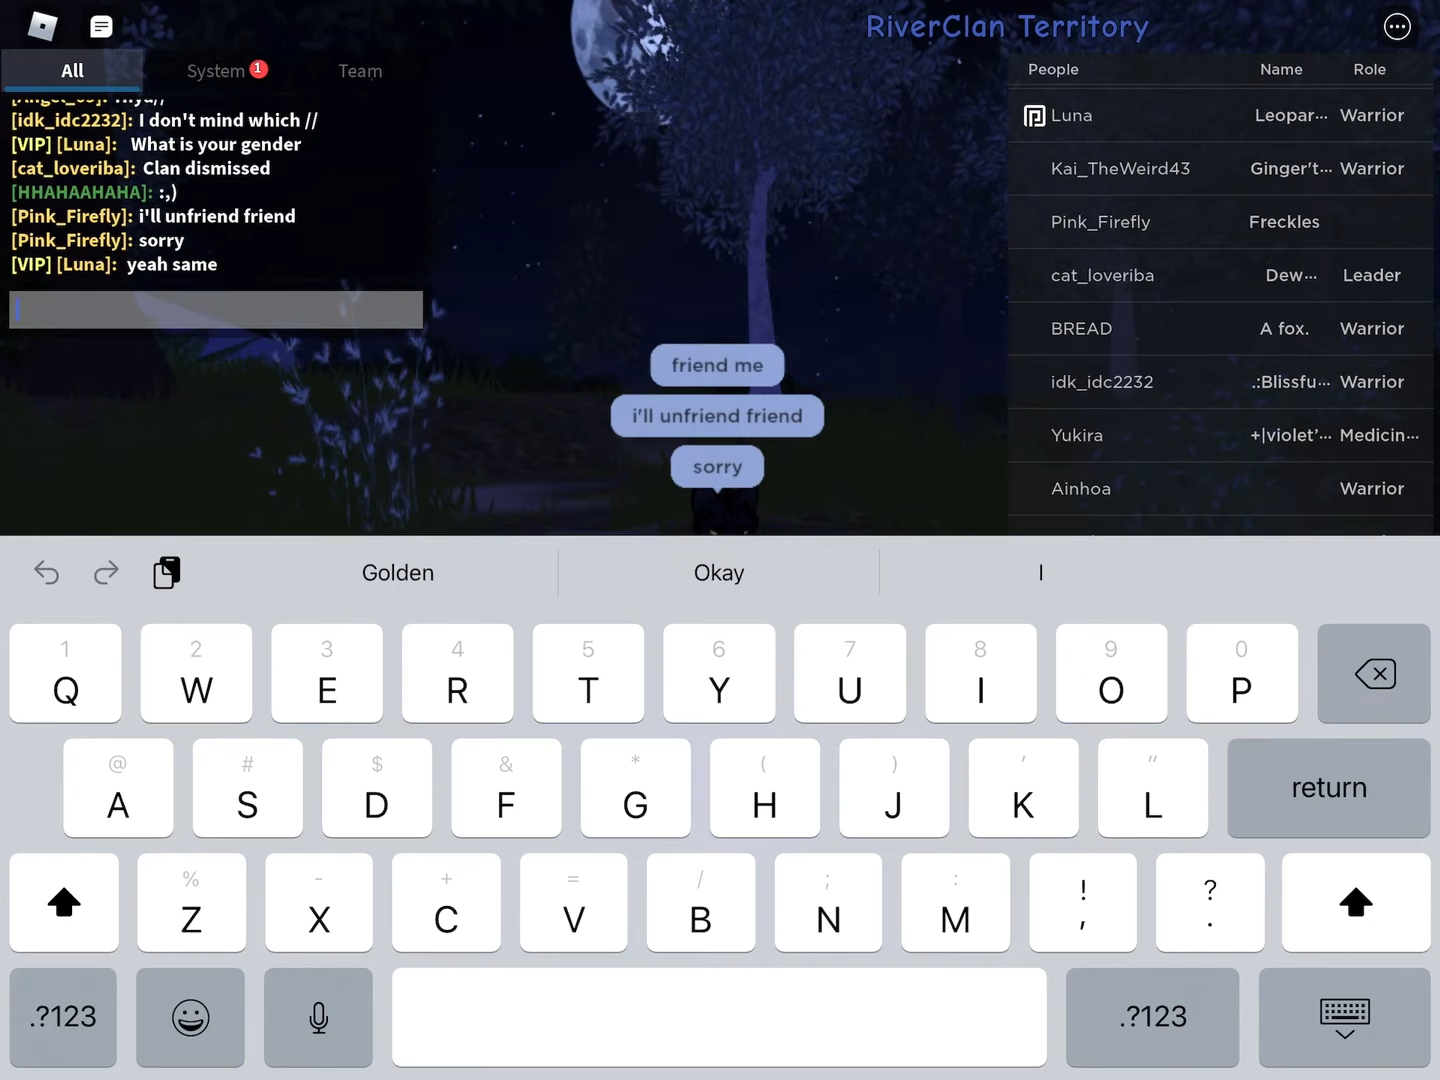 RiverClan Territory
All System 1 Team
[idk_idc2232]: I don't mind which //
[VIP] [Luna]: What is your gender
[cat_loveriba]: Clan dismissed
[HHAHAAHAHA]: :,)
[Pink_Firefly]: i'll unfriend friend
[Pink_Firefly]: sorry
[VIP] [Luna]: yeah same
friend me
i'll unfriend friend
sorry
People Name Role
Luna Leopar... Warrior
Kai_TheWeird43 Ginger't... Warrior
Pink_Firefly Freckles
cat_loveriba Dew... Leader
BREAD A fox. Warrior
idk_idc2232 .:Blissfu... Warrior
Yukira +|violet'... Medicin...
Ainhoa Warrior
Golden Okay I
1 2 3 4 5 6 7 8 9 0
Q W E R T Y U I O P
@ # $ & * ( ) ' "
A S D F G H J K L return
% - + = / ; : ! ?
Z X C V B N M , .
.?123 .?123